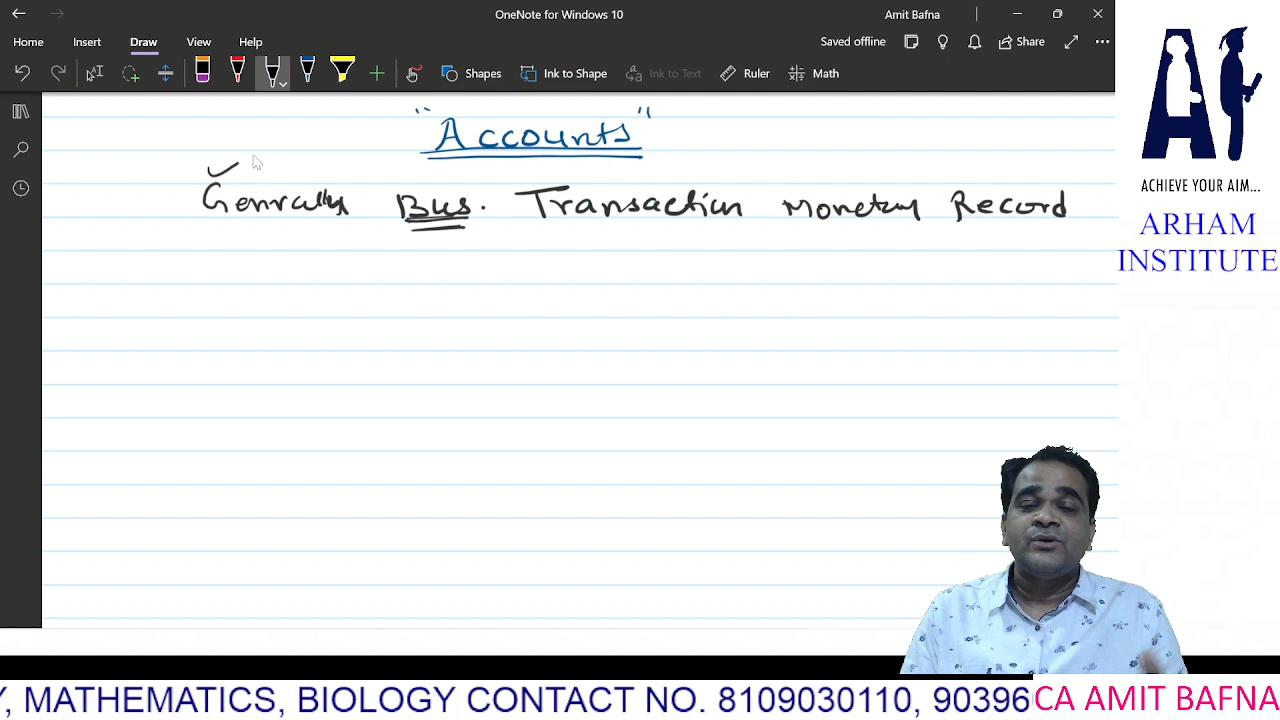 OneNote for Windows 10
Amit Bafna
Home Insert Draw View Help
Saved offline Share
Shapes Ink to Shape Ink to Text Ruler Math
"Accounts"
Genrally Bus. Transaction Monetary Record
ACHIEVE YOUR AIM...
ARHAM
INSTITUTE
Y, MATHEMATICS, BIOLOGY CONTACT NO. 8109030110, 90396
CA AMIT BAFNA